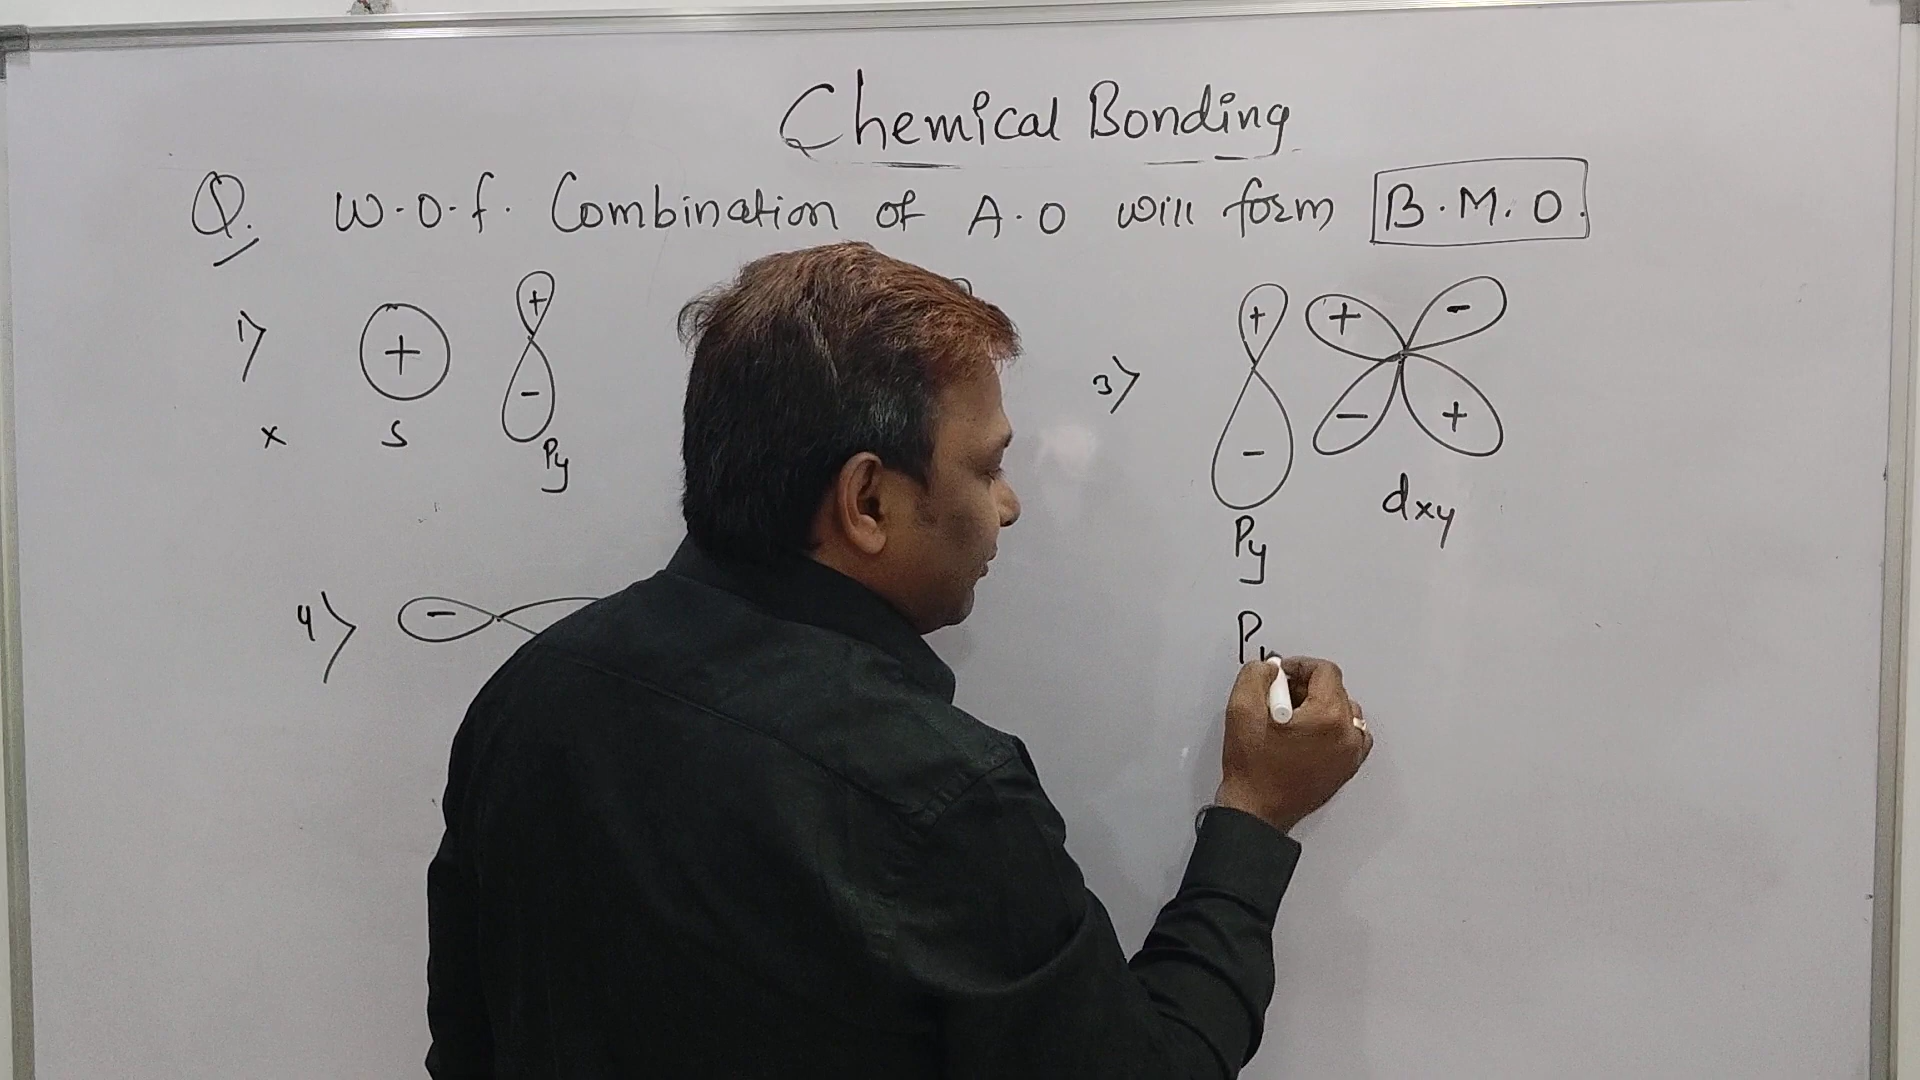 Chemical Bonding
Q. W.O.f. Combination of A.O will form B.M.O.
1) + + -
x s Py
3) + - + - - +
Py dxy
4) -
P